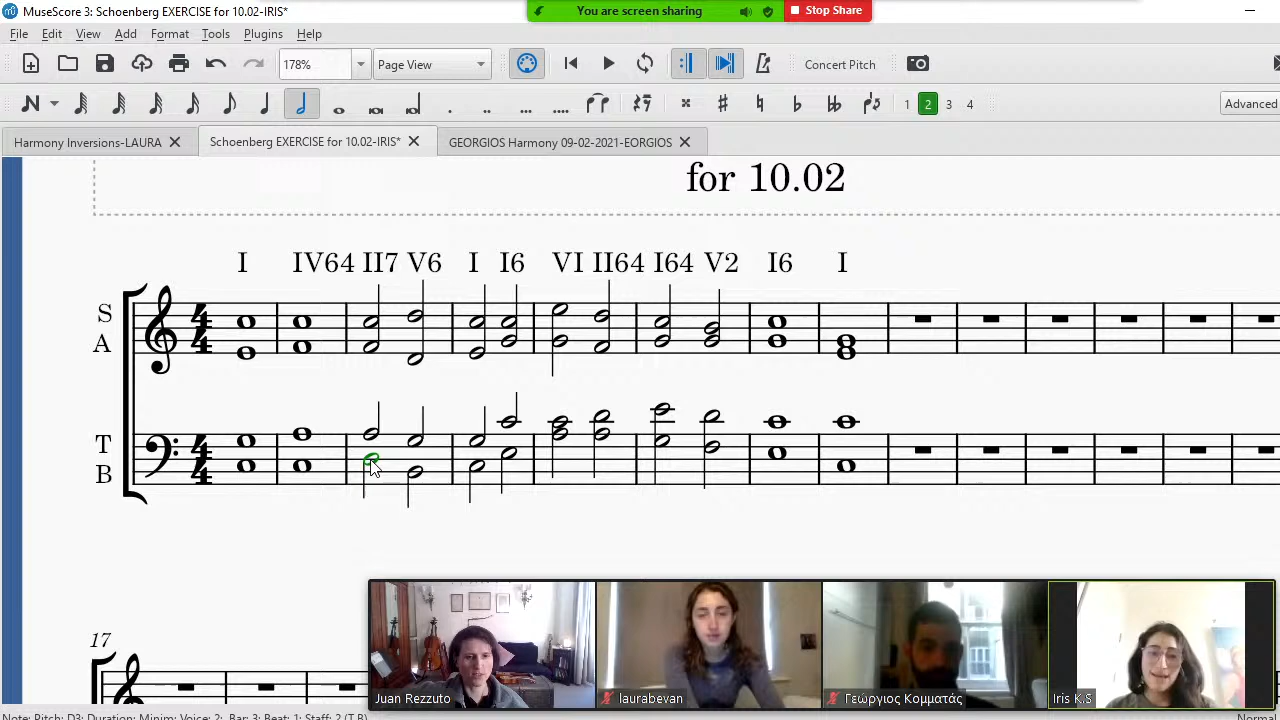 MuseScore 3: Schoenberg EXERCISE for 10.02-IRIS*
You are screen sharing
Stop Share
File Edit View Add Format Tools Plugins Help
178%
Page View
Concert Pitch
1 2 3 4
Advanced
Harmony Inversions-LAURA
Schoenberg EXERCISE for 10.02-IRIS*
GEORGIOS Harmony 09-02-2021-EORGIOS
for 10.02
I IV64 II7 V6 I I6 VI II64 I64 V2 I6 I
S
A
T
B
17
Juan Rezzuto
laurabevan
Γεώργιος Κομματάς
Iris K.S
Note; Pitch: D3; Duration: Minim; Voice: 2; Bar: 3; Beat: 1; Staff: 2 (T B)
Normal